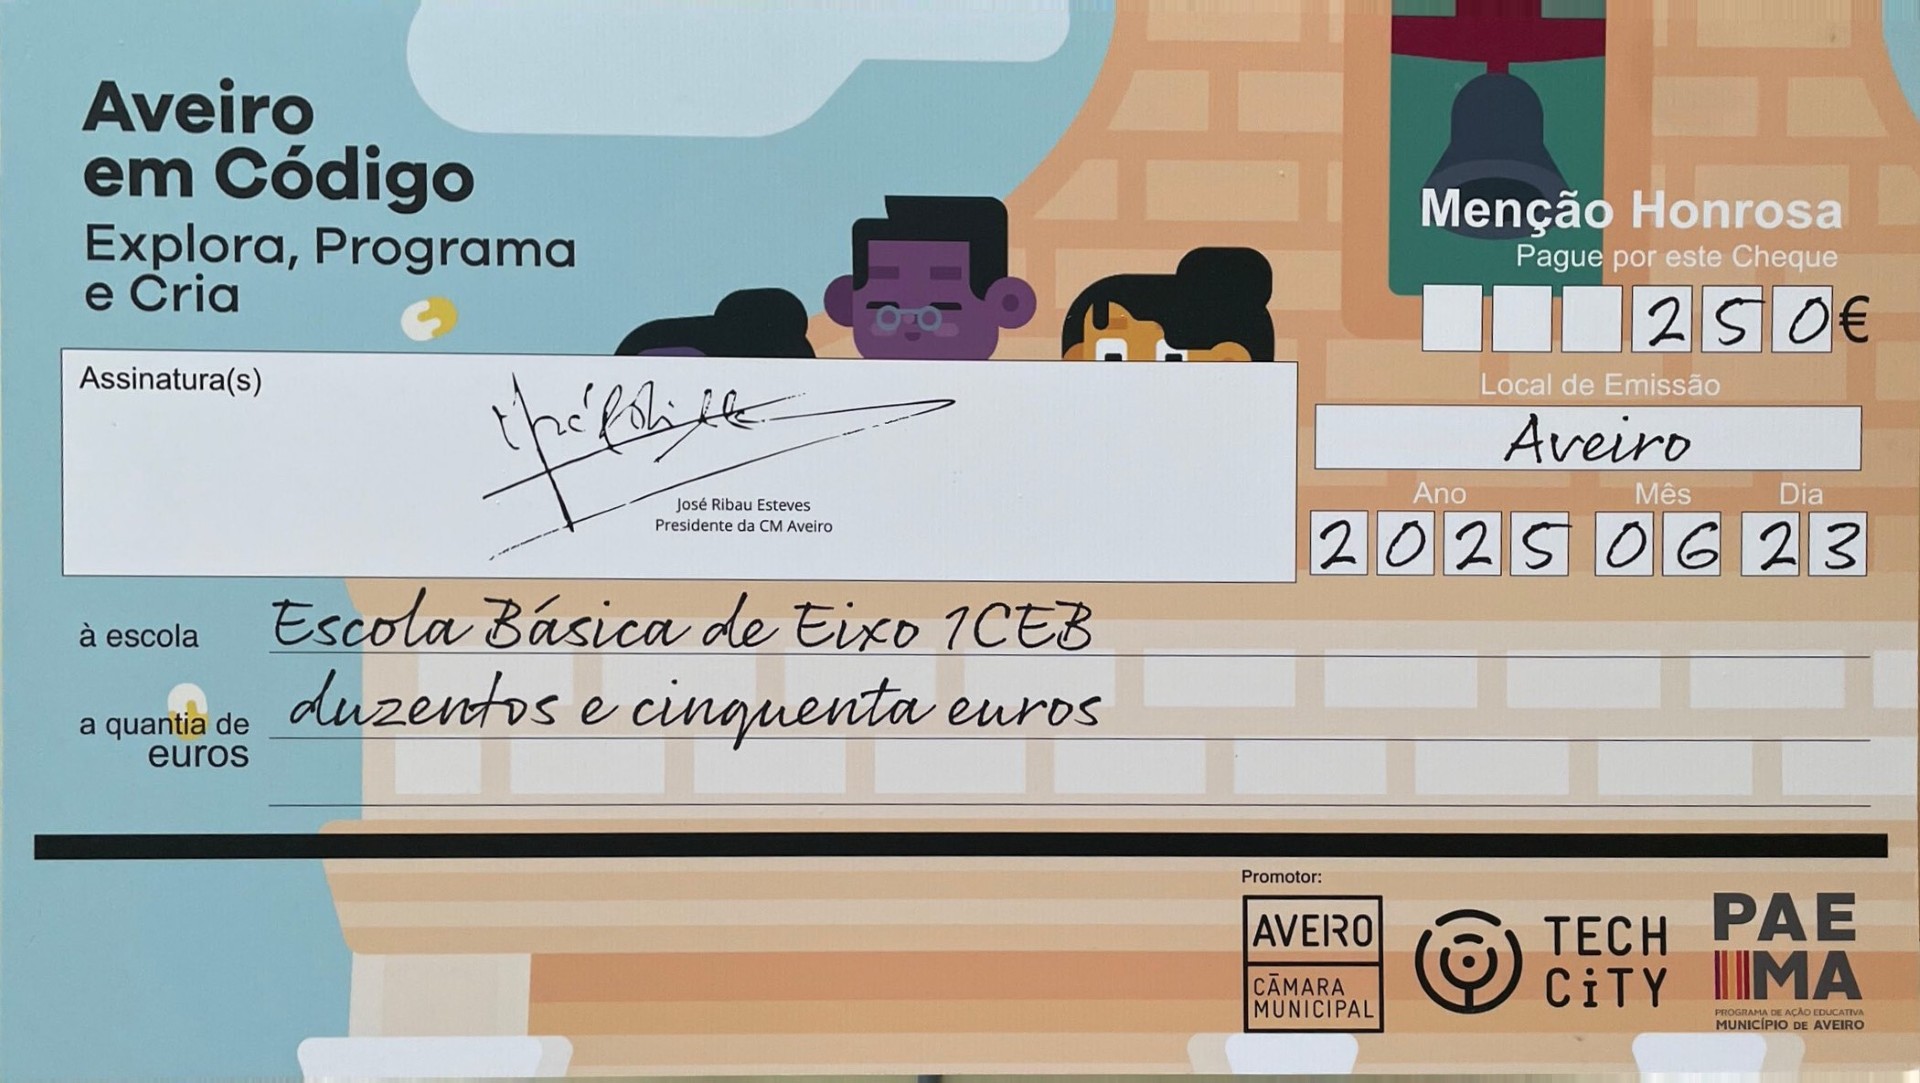 Aveiro
em Código
Explora, Programa
e Cria
Menção Honrosa
Pague por este Cheque
250€
Local de Emissão
Aveiro
Ano Mês Dia
2025 06 23
Assinatura(s)
José Ribau Esteves
Presidente da CM Aveiro
à escola Escola Básica de Eixo 1CEB
a quantia de duzentos e cinquenta euros
euros
Promotor:
AVEIRO
CÂMARA
MUNICIPAL
TECH
CiTY
PAE
MA
PROGRAMA DE AÇÃO EDUCATIVA
MUNICÍPIO DE AVEIRO